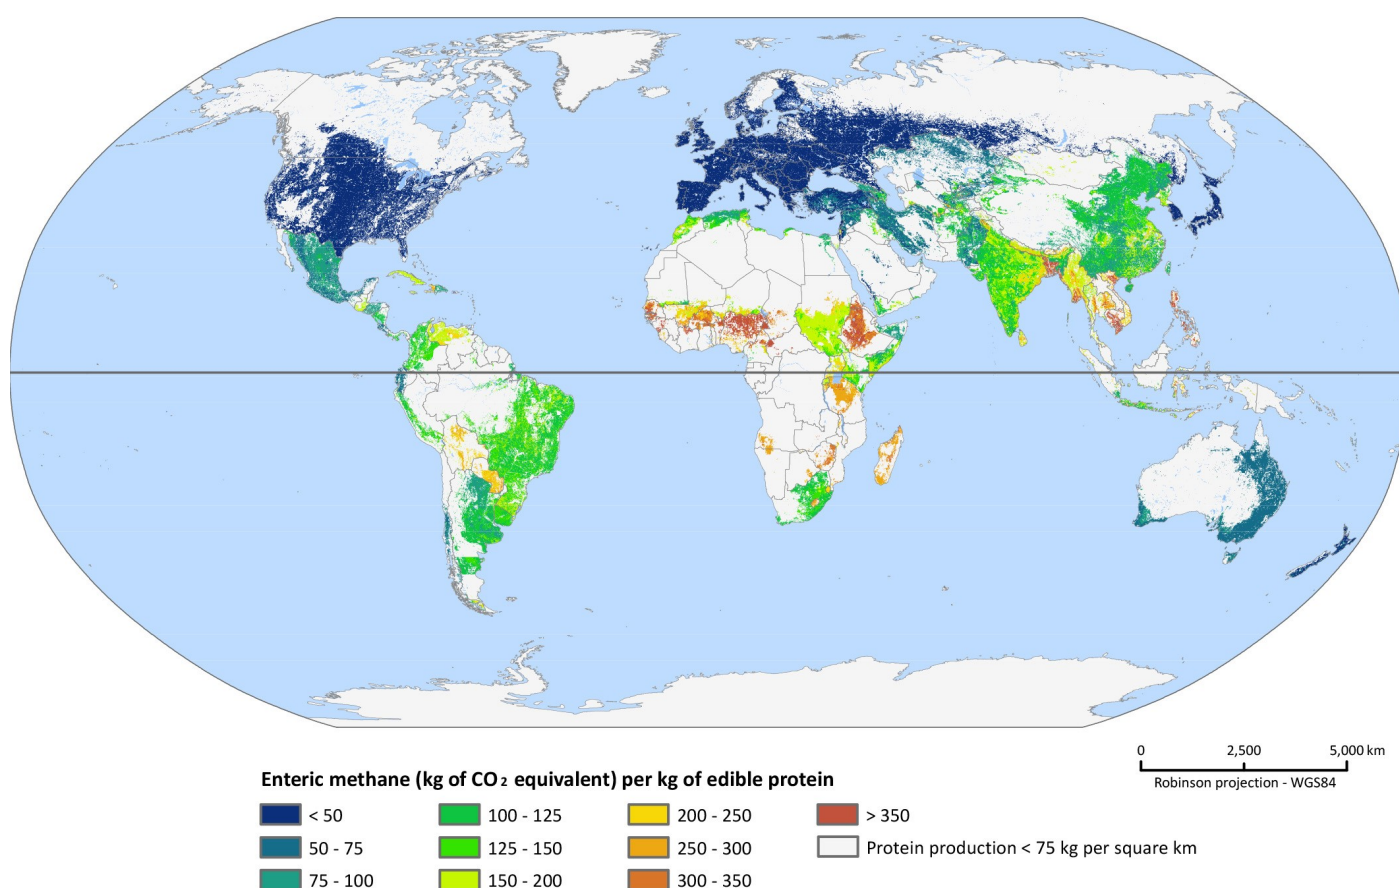 0 2,500 5,000 km
Robinson projection - WGS84
Enteric methane (kg of CO2 equivalent) per kg of edible protein
< 50 100 - 125 200 - 250 > 350
50 - 75 125 - 150 250 - 300 Protein production < 75 kg per square km
75 - 100 150 - 200 300 - 350